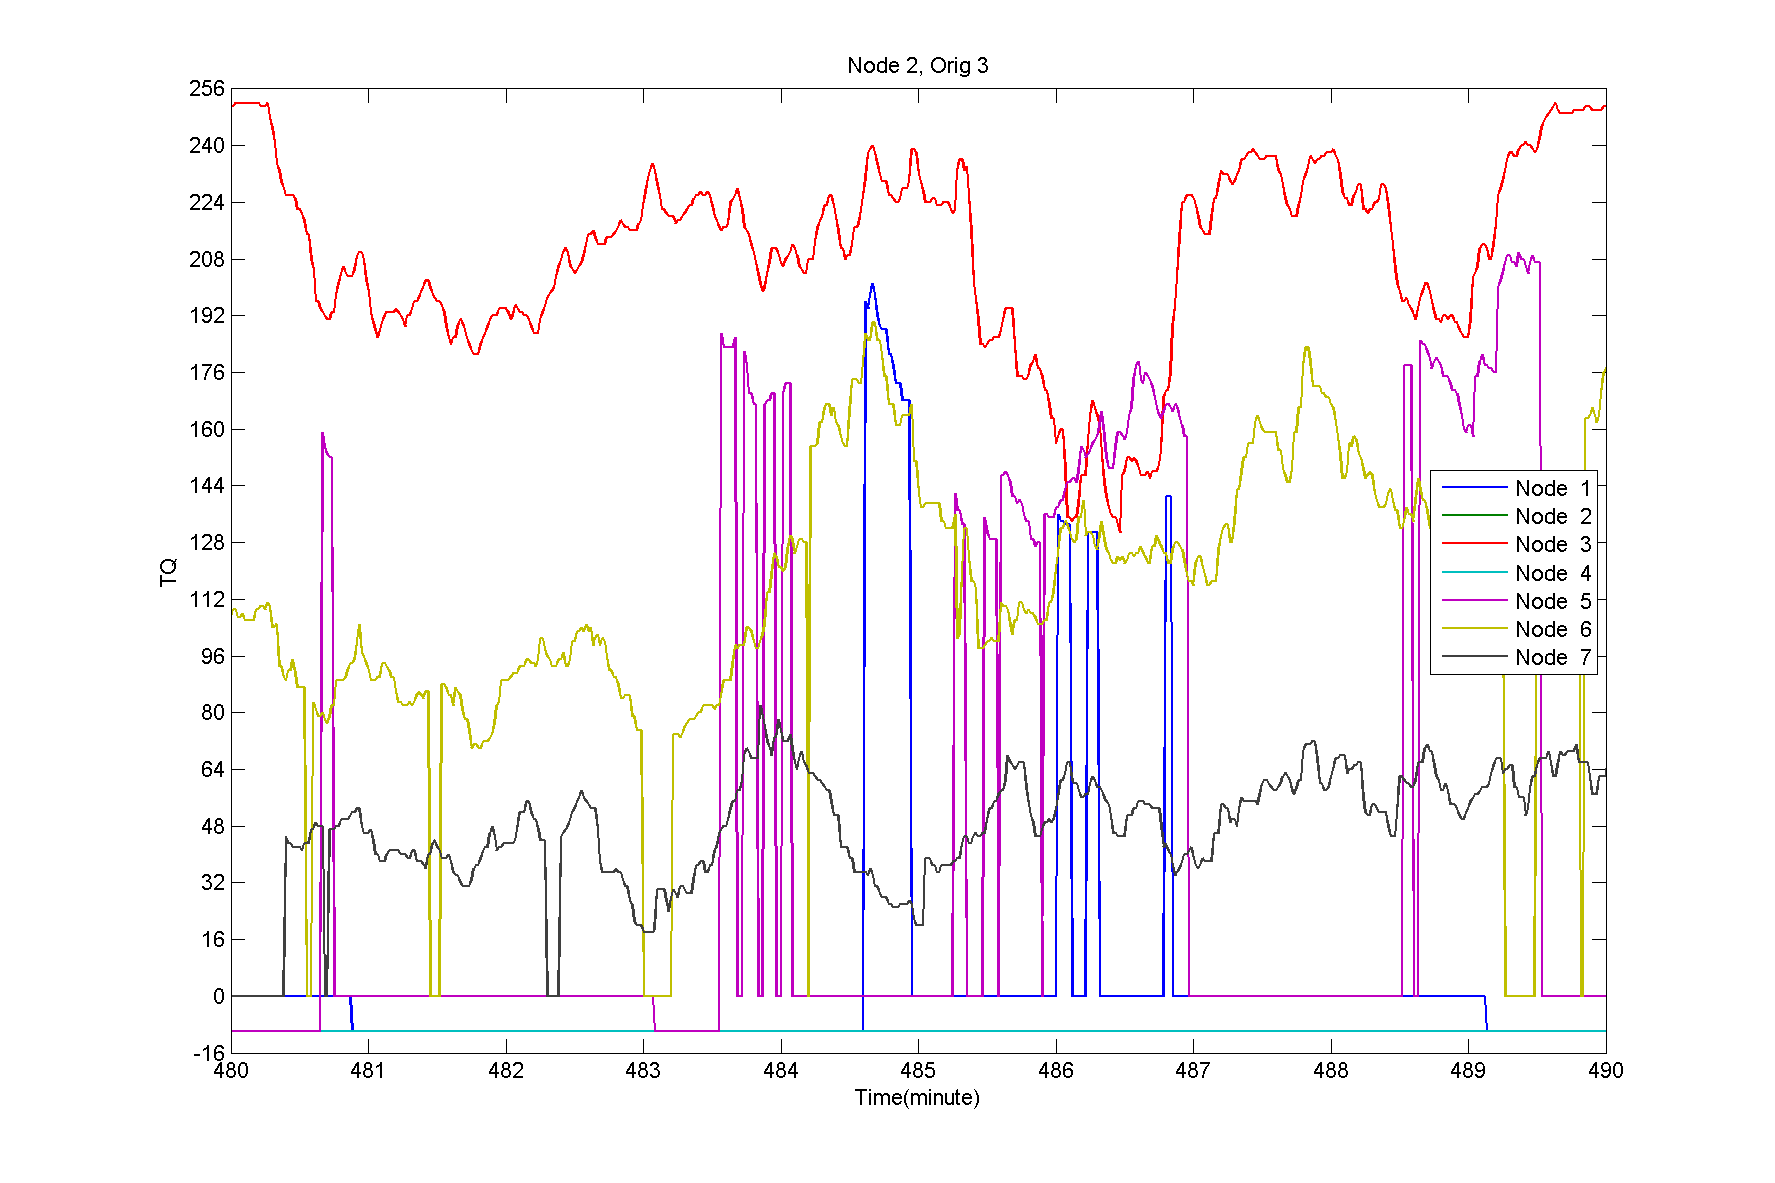 Node 2, Orig 3
256
240
224
208
192
176
160
144
128
112
96
80
64
48
32
16
0
-16
TQ
Node 1
Node 2
Node 3
Node 4
Node 5
Node 6
Node 7
480 481 482 483 484 485 486 487 488 489 490
Time(minute)